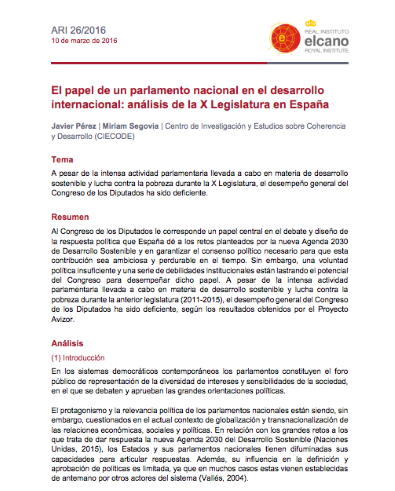 ARI 26/2016
10 de marzo de 2016
REAL INSTITUTO
elcano
ROYAL INSTITUTE
El papel de un parlamento nacional en el desarrollo
internacional: análisis de la X Legislatura en España
Javier Pérez | Miriam Segovia | Centro de Investigación y Estudios sobre Coherencia
y Desarrollo (CIECODE)
Tema
A pesar de la intensa actividad parlamentaria llevada a cabo en materia de desarrollo
sostenible y lucha contra la pobreza durante la X Legislatura, el desempeño general del
Congreso de los Diputados ha sido deficiente.
Resumen
Al Congreso de los Diputados le corresponde un papel central en el debate y diseño de
la respuesta política que España dé a los retos planteados por la nueva Agenda 2030
de Desarrollo Sostenible y en garantizar el consenso político necesario para que esta
contribución sea ambiciosa y perdurable en el tiempo. Sin embargo, una voluntad
política insuficiente y una serie de debilidades institucionales están lastrando el potencial
del Congreso para desempeñar dicho papel. A pesar de la intensa actividad
parlamentaria llevada a cabo en materia de desarrollo sostenible y lucha contra la
pobreza durante la anterior legislatura (2011-2015), el desempeño general del Congreso
de los Diputados ha sido deficiente, según los resultados obtenidos por el Proyecto
Avizor.
Análisis
(1) Introducción
En los sistemas democráticos contemporáneos los parlamentos constituyen el foro
público de representación de la diversidad de intereses y sensibilidades de la sociedad,
en el que se debaten y aprueban las grandes orientaciones políticas.
El protagonismo y la relevancia política de los parlamentos nacionales están siendo, sin
embargo, cuestionados en el actual contexto de globalización y transnacionalización de
las relaciones económicas, sociales y políticas. En relación con los grandes retos a los
que trata de dar respuesta la nueva Agenda 2030 del Desarrollo Sostenible (Naciones
Unidas, 2015), los Estados y sus parlamentos nacionales tienen difuminadas sus
capacidades para articular respuestas. Además, su influencia en la definición y
aprobación de políticas es limitada, ya que en muchos casos estas vienen establecidas
de antemano por otros actores del sistema (Vallés, 2004).